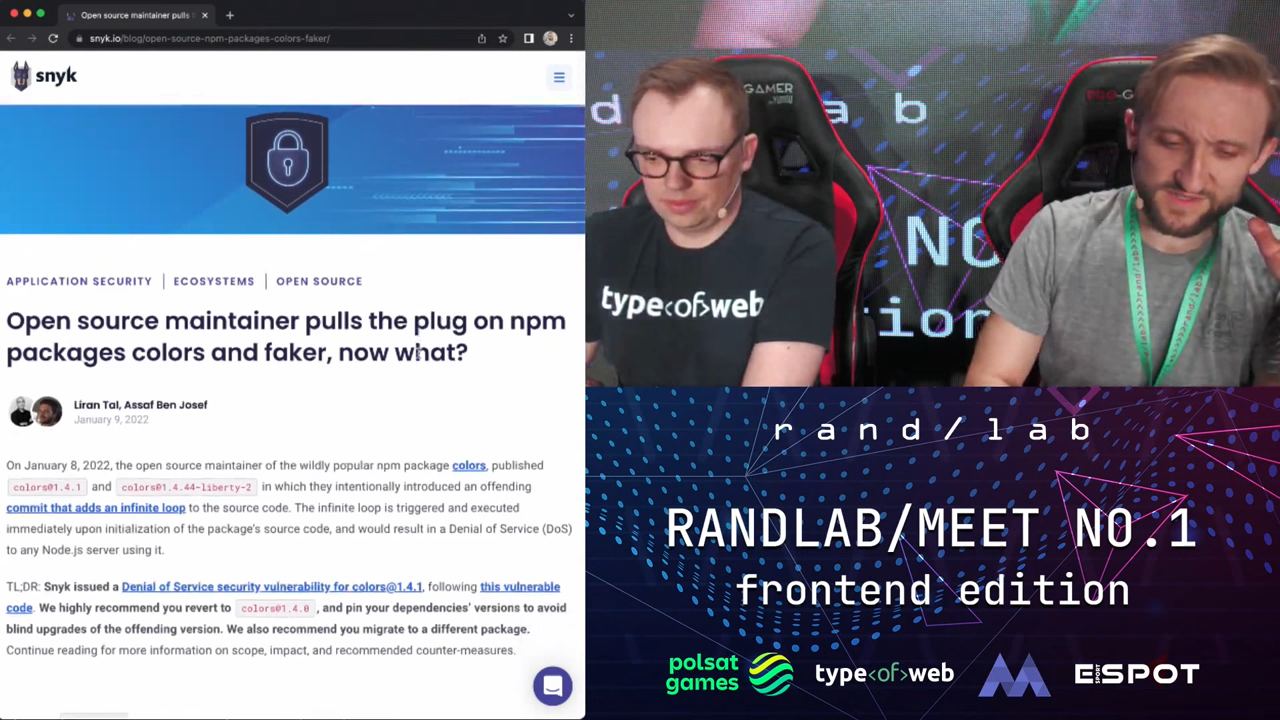 Open source maintainer pulls t
snyk.io/blog/open-source-npm-packages-colors-faker/
snyk
APPLICATION SECURITY | ECOSYSTEMS | OPEN SOURCE
Open source maintainer pulls the plug on npm
packages colors and faker, now what?
Liran Tal, Assaf Ben Josef
January 9, 2022
On January 8, 2022, the open source maintainer of the wildly popular npm package colors, published
colors@1.4.1 and colors@1.4.44-liberty-2 in which they intentionally introduced an offending
commit that adds an infinite loop to the source code. The infinite loop is triggered and executed
immediately upon initialization of the package's source code, and would result in a Denial of Service (DoS)
to any Node.js server using it.
TL;DR: Snyk issued a Denial of Service security vulnerability for colors@1.4.1, following this vulnerable
code. We highly recommend you revert to colors@1.4.0, and pin your dependencies' versions to avoid
blind upgrades of the offending version. We also recommend you migrate to a different package.
Continue reading for more information on scope, impact, and recommended counter-measures.
d
lab
GAMER
NO
ion
type<of>web
rand/lab
RANDLAB/MEET NO.1
frontend edition
polsat
games
type<of>web
ESPORT
ESPOT